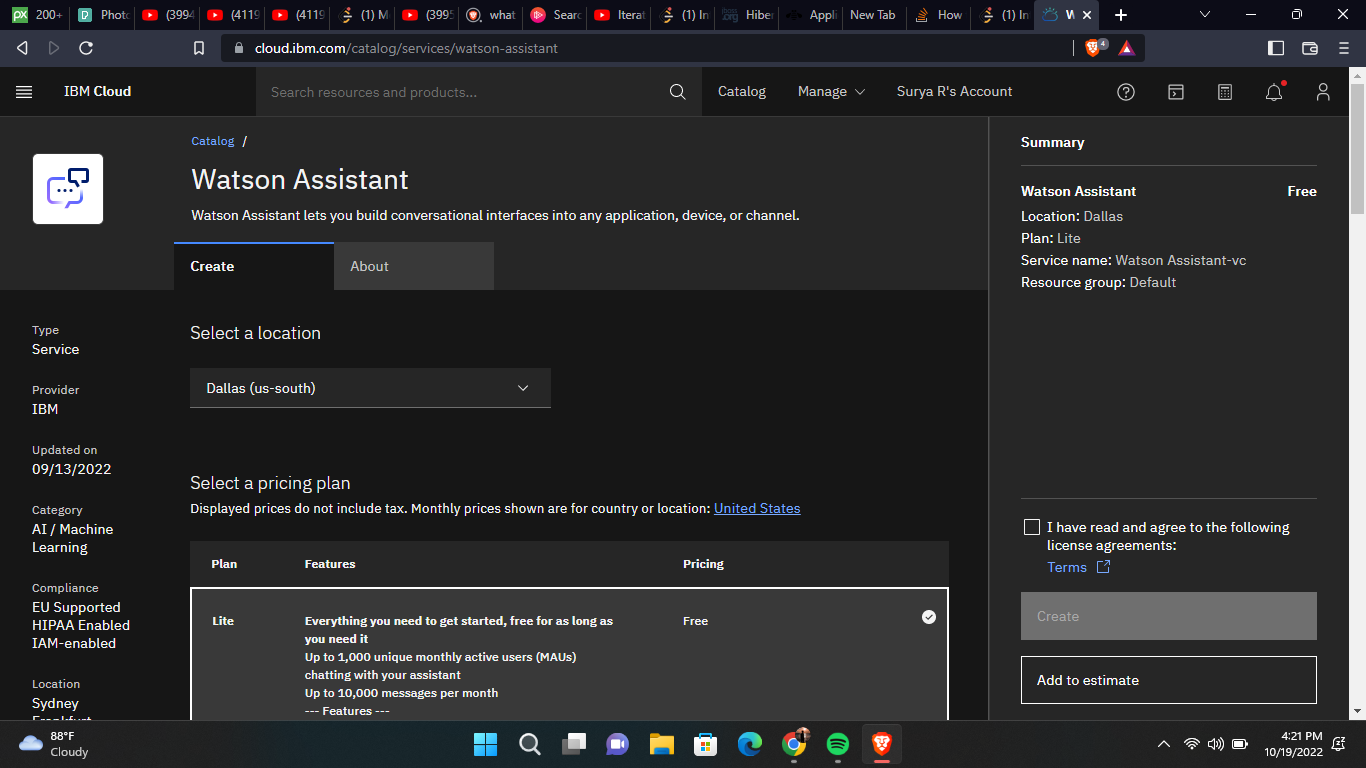 200+
Photo
(3994
(4119
(4119
(1) M
(3995
what
Searc
Iterat
(1) In
Hiber
Appli
New Tab
How
(1) In
W
cloud.ibm.com/catalog/services/watson-assistant
4
IBM Cloud
Search resources and products...
Catalog
Manage
Surya R's Account
Catalog /
Watson Assistant
Watson Assistant lets you build conversational interfaces into any application, device, or channel.
Create
About
Type
Service
Provider
IBM
Updated on
09/13/2022
Category
AI / Machine
Learning
Compliance
EU Supported
HIPAA Enabled
IAM-enabled
Location
Sydney
Frankfurt
Select a location
Dallas (us-south)
Select a pricing plan
Displayed prices do not include tax. Monthly prices shown are for country or location: United States
Plan Features Pricing
Lite
Everything you need to get started, free for as long as
you need it
Up to 1,000 unique monthly active users (MAUs)
chatting with your assistant
Up to 10,000 messages per month
--- Features ---
Free
Summary
Watson Assistant Free
Location: Dallas
Plan: Lite
Service name: Watson Assistant-vc
Resource group: Default
I have read and agree to the following
license agreements:
Terms
Create
Add to estimate
88°F
Cloudy
4:21 PM
10/19/2022